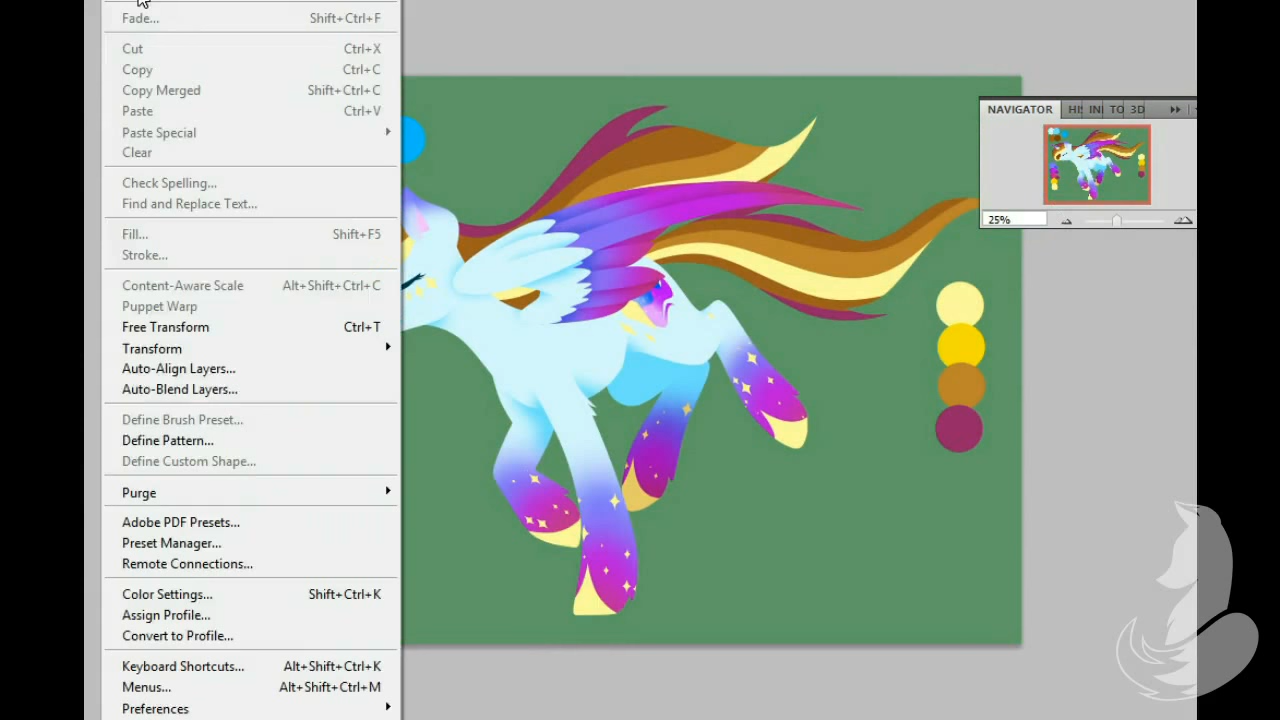 Fade... Shift+Ctrl+F
Cut Ctrl+X
Copy Ctrl+C
Copy Merged Shift+Ctrl+C
Paste Ctrl+V
Paste Special
Clear
Check Spelling...
Find and Replace Text...
Fill... Shift+F5
Stroke...
Content-Aware Scale Alt+Shift+Ctrl+C
Puppet Warp
Free Transform Ctrl+T
Transform
Auto-Align Layers...
Auto-Blend Layers...
Define Brush Preset...
Define Pattern...
Define Custom Shape...
Purge
Adobe PDF Presets...
Preset Manager...
Remote Connections...
Color Settings... Shift+Ctrl+K
Assign Profile...
Convert to Profile...
Keyboard Shortcuts... Alt+Shift+Ctrl+K
Menus... Alt+Shift+Ctrl+M
Preferences
NAVIGATOR HI IN TO 3D
25%